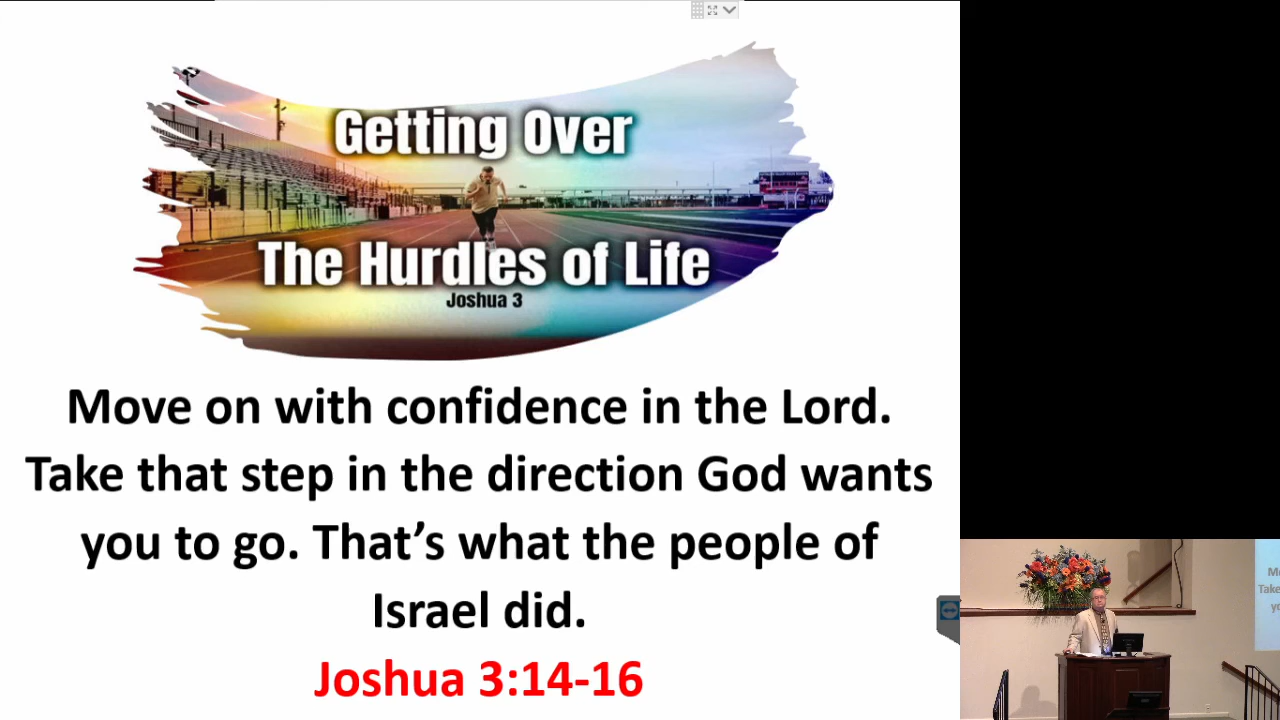 Getting Over
The Hurdles of Life
Joshua 3
Move on with confidence in the Lord.
Take that step in the direction God wants
you to go. That's what the people of
Israel did.
Joshua 3:14-16